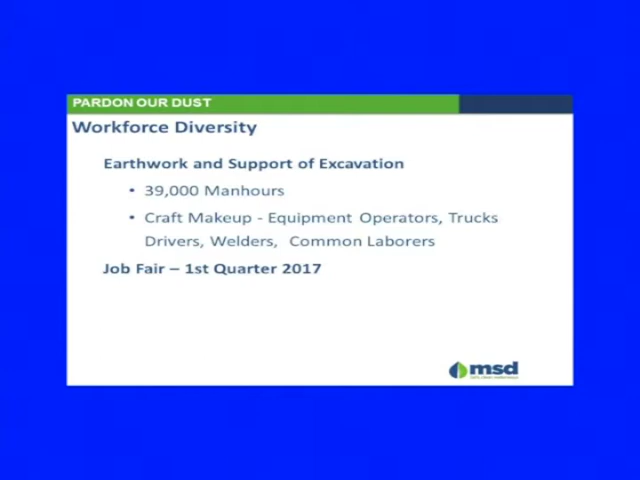 PARDON OUR DUST
Workforce Diversity
Earthwork and Support of Excavation
• 39,000 Manhours
• Craft Makeup - Equipment Operators, Trucks
Drivers, Welders, Common Laborers
Job Fair – 1st Quarter 2017
msd